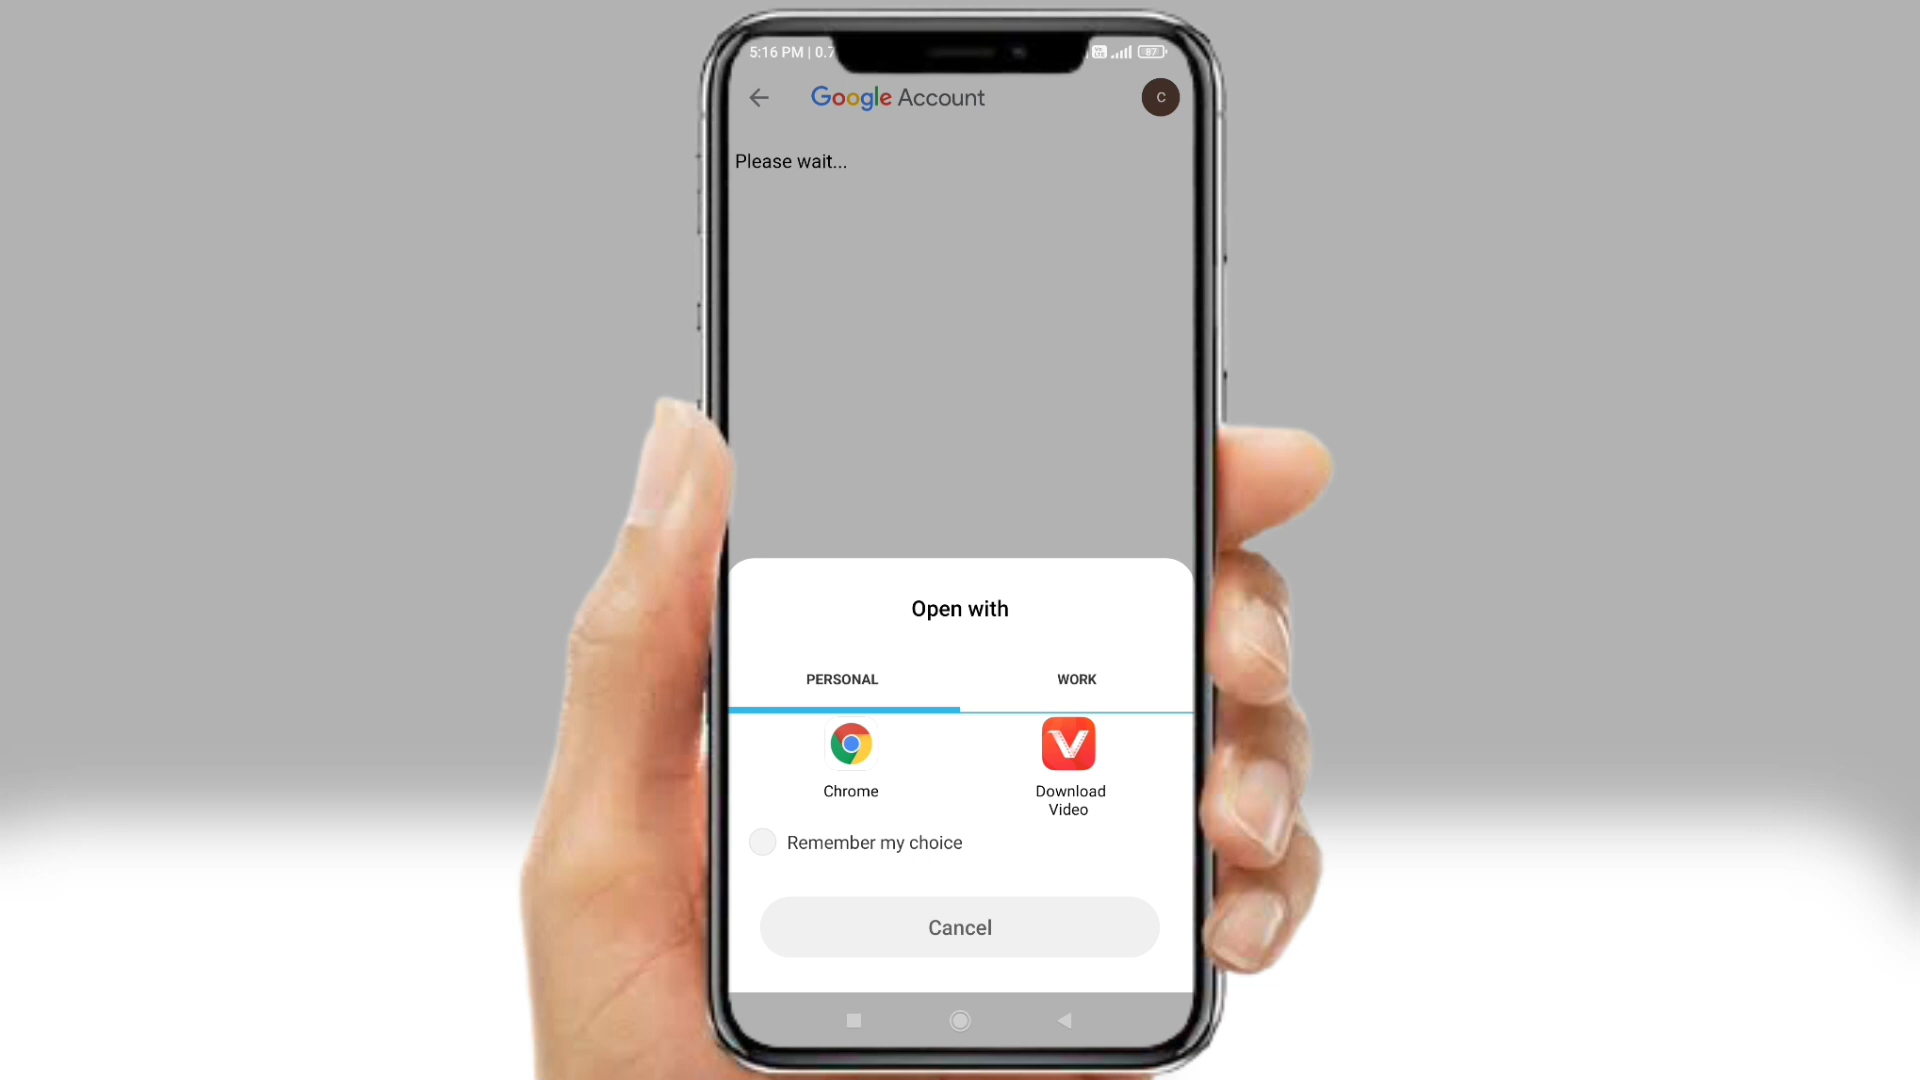 5:16 PM | 0.7
87
Google Account
C
Please wait...
Open with
PERSONAL
WORK
Chrome
Download
Video
Remember my choice
Cancel